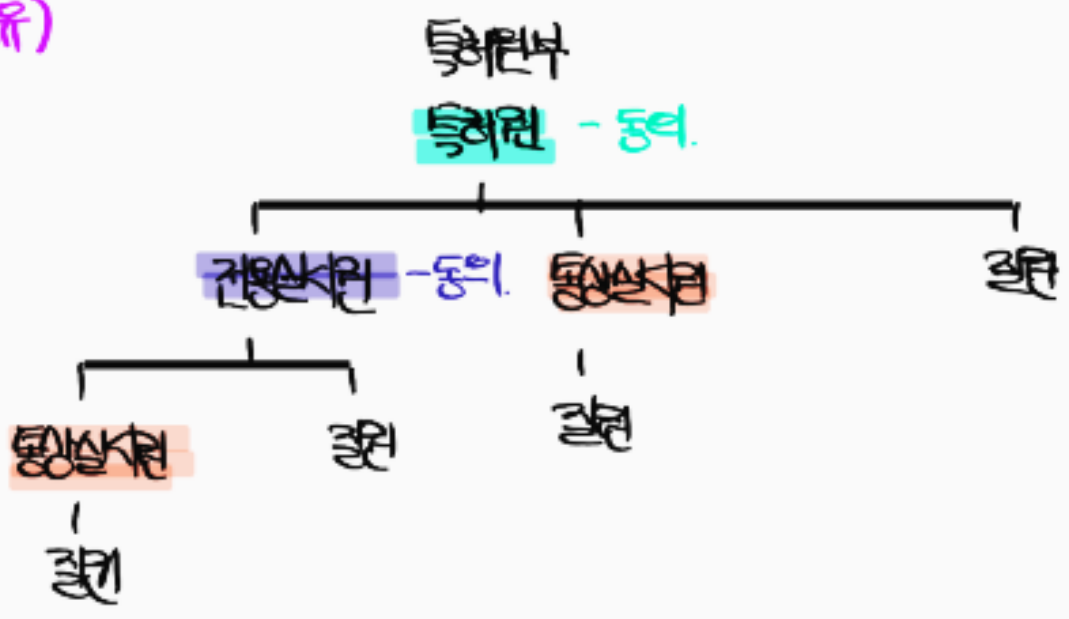 유)
특허원부
특허권 - 동의.
전용실시권 - 동의. 통상실시권 질권
통상실시권 질권 질권
질권